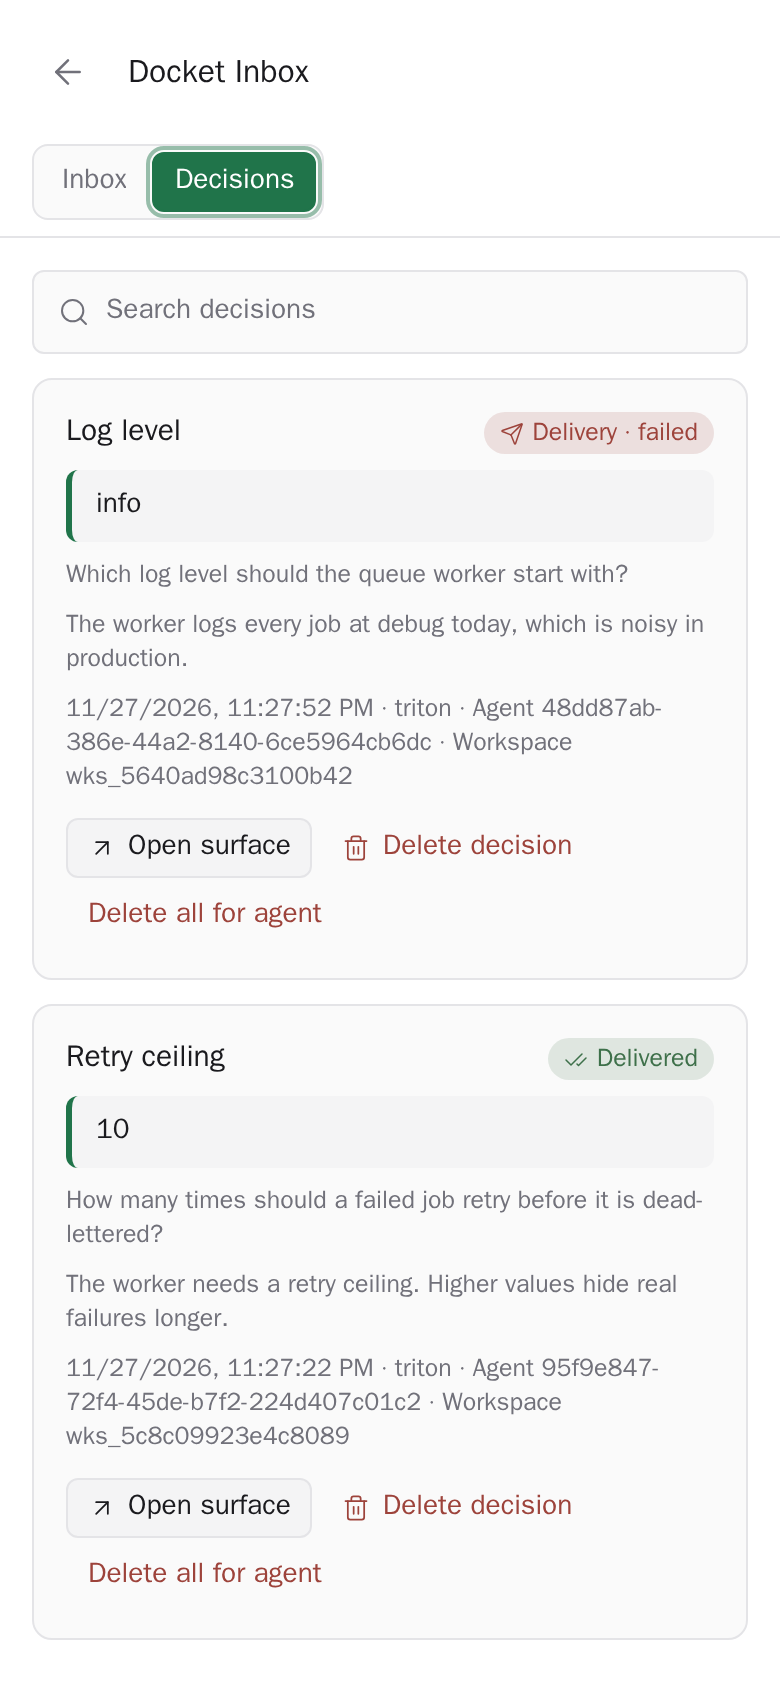 Docket Inbox
Inbox
Decisions
Search decisions
Log level
Delivery · failed
info
Which log level should the queue worker start with?
The worker logs every job at debug today, which is noisy in
production.
11/27/2026, 11:27:52 PM · triton · Agent 48dd87ab-
386e-44a2-8140-6ce5964cb6dc · Workspace
wks_5640ad98c3100b42
Open surface
Delete decision
Delete all for agent
Retry ceiling
Delivered
10
How many times should a failed job retry before it is dead-
lettered?
The worker needs a retry ceiling. Higher values hide real
failures longer.
11/27/2026, 11:27:22 PM · triton · Agent 95f9e847-
72f4-45de-b7f2-224d407c01c2 · Workspace
wks_5c8c09923e4c8089
Open surface
Delete decision
Delete all for agent